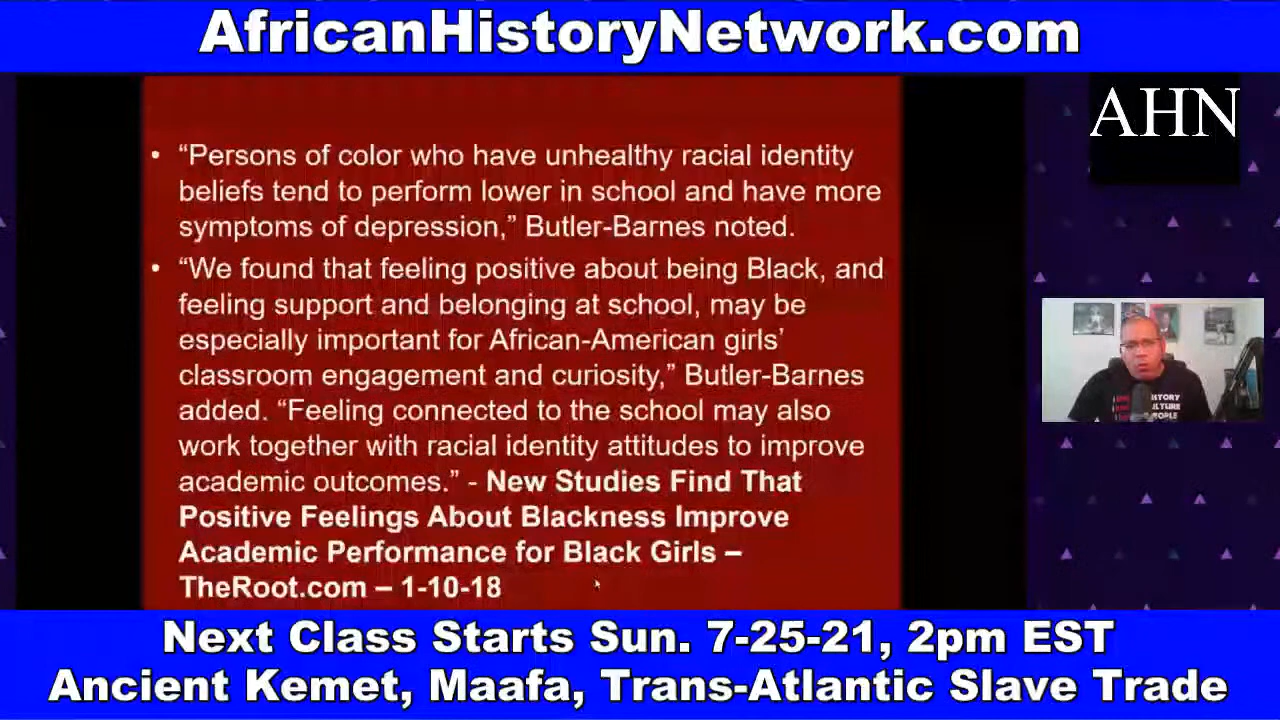 AfricanHistoryNetwork.com
AHN
• “Persons of color who have unhealthy racial identity
beliefs tend to perform lower in school and have more
symptoms of depression,” Butler-Barnes noted.
• “We found that feeling positive about being Black, and
feeling support and belonging at school, may be
especially important for African-American girls’
classroom engagement and curiosity,” Butler-Barnes
added. “Feeling connected to the school may also
work together with racial identity attitudes to improve
academic outcomes.” - New Studies Find That
Positive Feelings About Blackness Improve
Academic Performance for Black Girls –
TheRoot.com – 1-10-18
Next Class Starts Sun. 7-25-21, 2pm EST
Ancient Kemet, Maafa, Trans-Atlantic Slave Trade